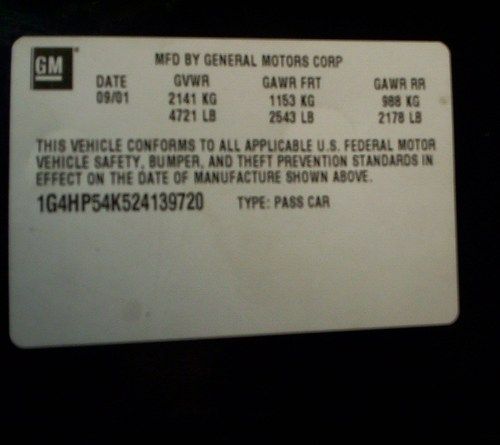 GM
MFD BY GENERAL MOTORS CORP
DATE GVWR GAWR FRT GAWR RR
09/01 2141 KG 1153 KG 988 KG
4721 LB 2543 LB 2178 LB
THIS VEHICLE CONFORMS TO ALL APPLICABLE U.S. FEDERAL MOTOR
VEHICLE SAFETY, BUMPER, AND THEFT PREVENTION STANDARDS IN
EFFECT ON THE DATE OF MANUFACTURE SHOWN ABOVE.
1G4HP54K524139720 TYPE: PASS CAR